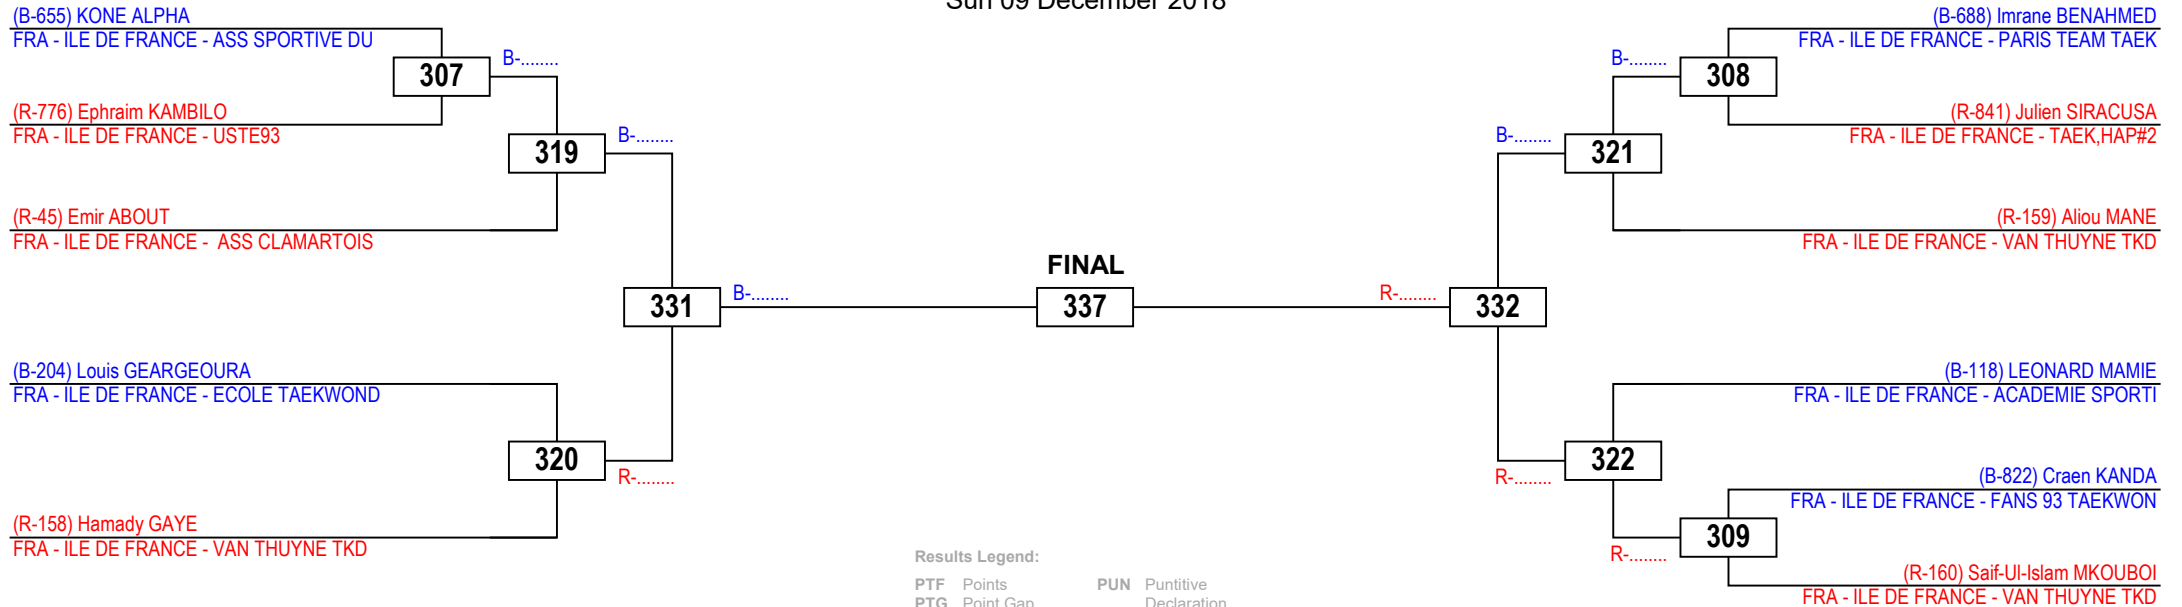 Sun 09 December 2018
(B-655) KONE ALPHA
FRA - ILE DE FRANCE - ASS SPORTIVE DU
307
B-........
(R-776) Ephraim KAMBILO
FRA - ILE DE FRANCE - USTE93
319
B-........
(R-45) Emir ABOUT
FRA - ILE DE FRANCE -  ASS CLAMARTOIS
331
B-........
(B-204) Louis GEARGEOURA
FRA - ILE DE FRANCE - ECOLE TAEKWOND
320
R-........
(R-158) Hamady GAYE
FRA - ILE DE FRANCE - VAN THUYNE TKD
FINAL
337
(B-688) Imrane BENAHMED
FRA - ILE DE FRANCE - PARIS TEAM TAEK
B-........
308
(R-841) Julien SIRACUSA
FRA - ILE DE FRANCE - TAEK,HAP#2
B-........
321
(R-159) Aliou MANE
FRA - ILE DE FRANCE - VAN THUYNE TKD
R-........
332
(B-118) LEONARD MAMIE
FRA - ILE DE FRANCE - ACADEMIE SPORTI
322
R-........
(B-822) Craen KANDA
FRA - ILE DE FRANCE - FANS 93 TAEKWON
309
R-........
(R-160) Saif-Ul-Islam MKOUBOI
FRA - ILE DE FRANCE - VAN THUYNE TKD
Results Legend:
PTF Points PUN Puntitive
PTG Point Gap Declaration